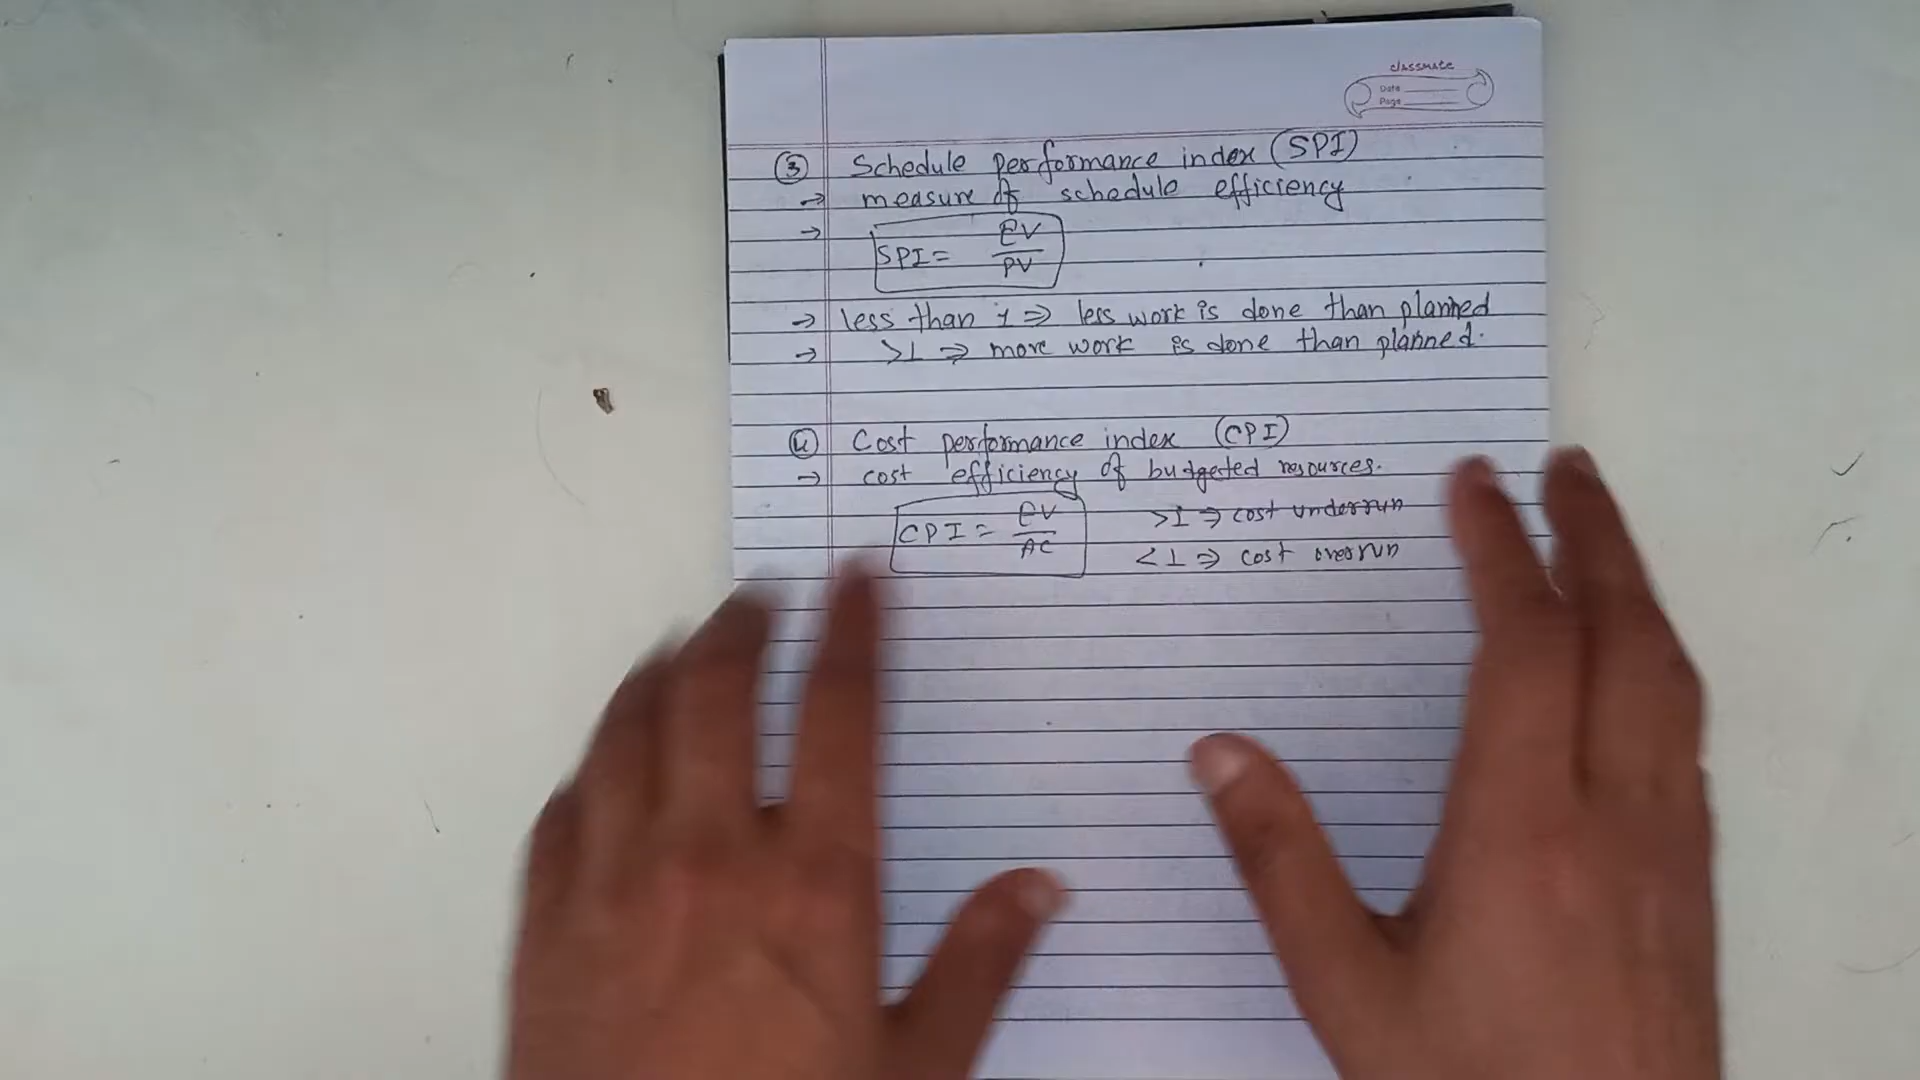 classmate
Date
Page
③ Schedule performance index (SPI)
→ measure of schedule efficiency
→ SPI = EV/PV
→ less than 1 ⇒ less work is done than planned
→ >1 ⇒ more work is done than planned.
④ Cost performance index (CPI)
→ cost efficiency of budgeted resources.
CPI = EV/AC >1 ⇒ cost underrun
<1 ⇒ cost overrun